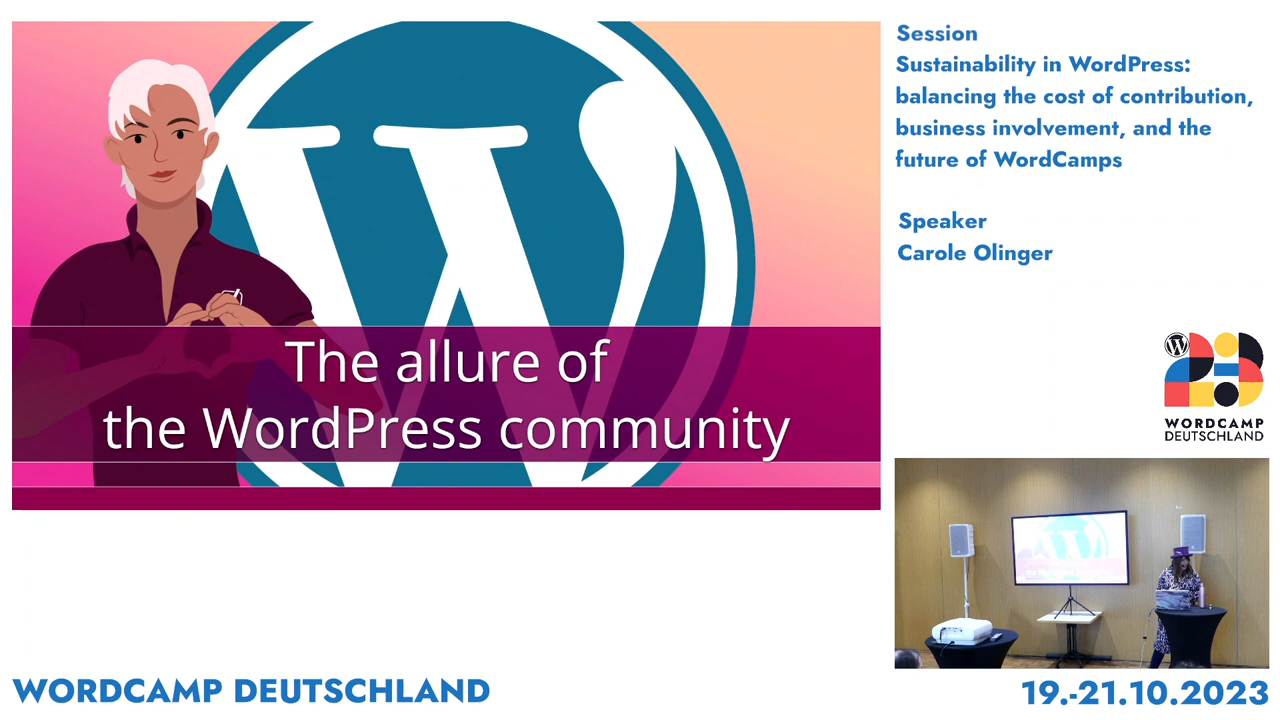 The allure of
the WordPress community
Session
Sustainability in WordPress:
balancing the cost of contribution,
business involvement, and the
future of WordCamps
Speaker
Carole Olinger
WORDCAMP
DEUTSCHLAND
WORDCAMP DEUTSCHLAND
19.-21.10.2023